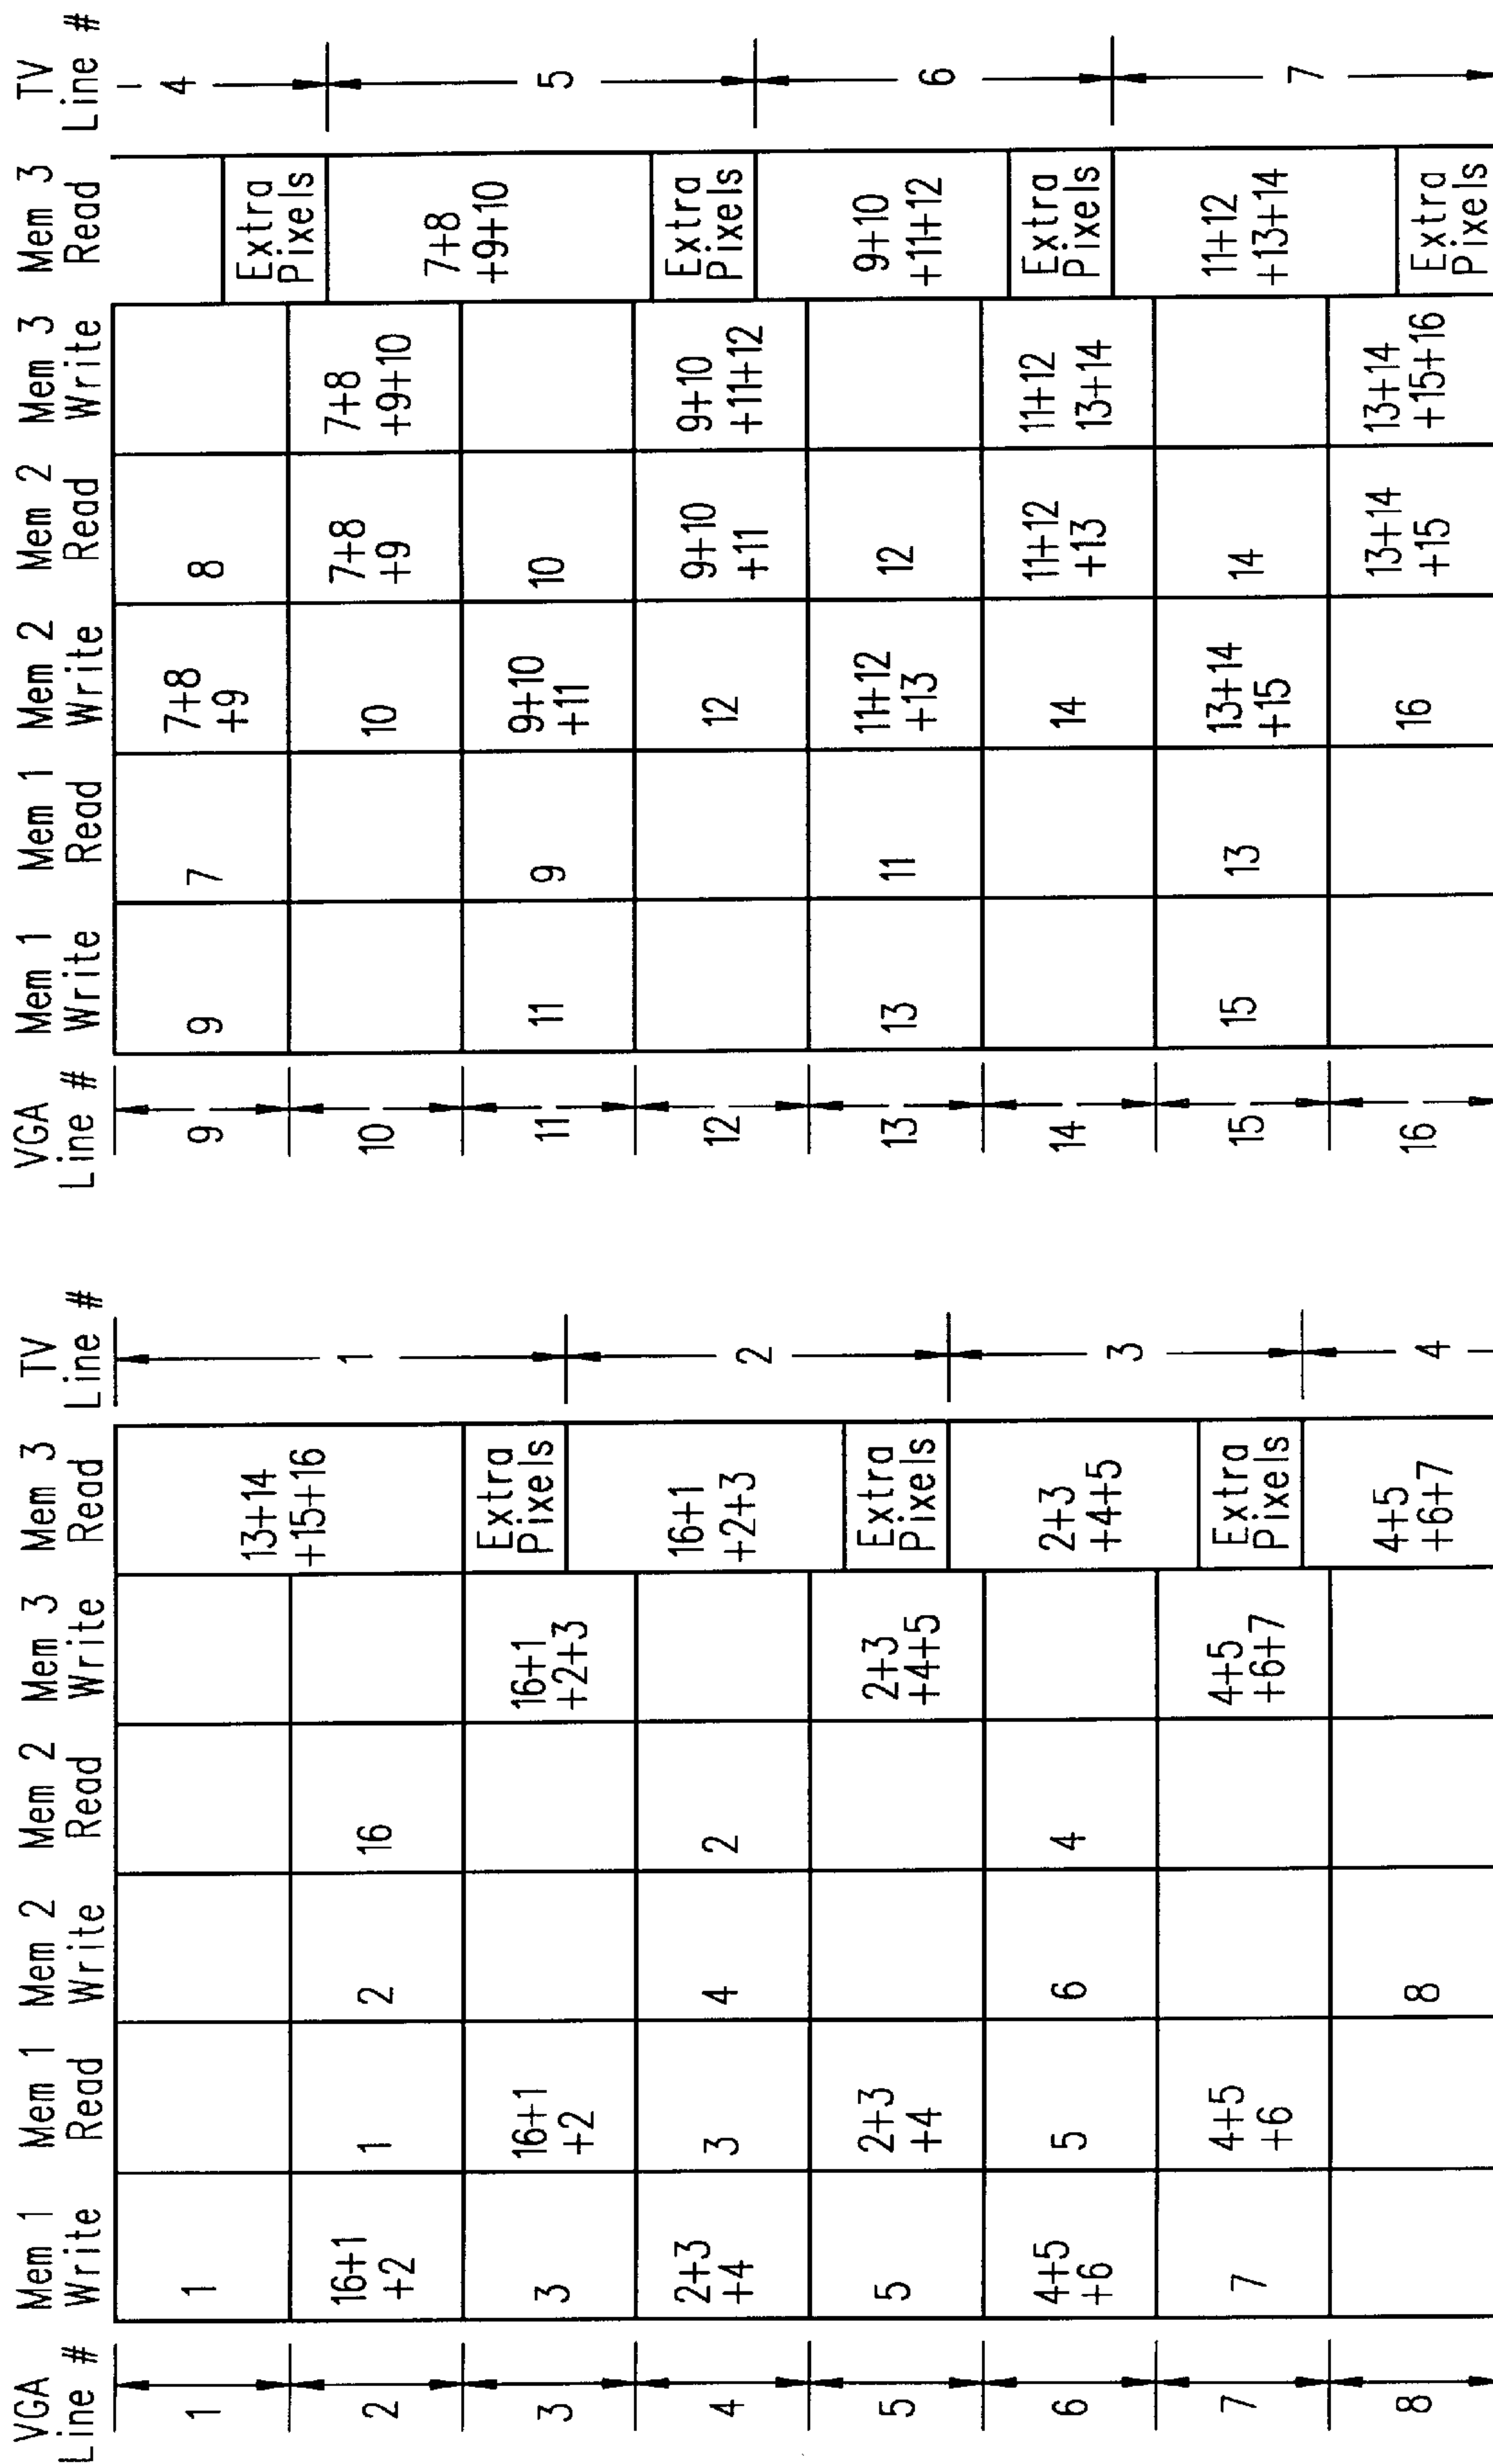 VGA Mem 1 Mem 1 Mem 2 Mem 2 Mem 3 Mem 3 TV
Line # Write Read Write Read Write Read Line #
1 1 13+14 1
+15+16
2 16+1 1 2 16
+2
3 3 16+1 16+1 Extra
+2 +2+3 Pixels
4 2+3 3 4 2 16+1 2
+4 +2+3
5 5 2+3 2+3 Extra
+4 +4+5 Pixels
6 4+5 5 6 4 2+3 3
+6 +4+5
7 7 4+5 4+5 Extra
+6 +6+7 Pixels
8 8 4+5 4
+6+7
VGA Mem 1 Mem 1 Mem 2 Mem 2 Mem 3 Mem 3 TV
Line # Write Read Write Read Write Read Line #
9 9 7 7+8 8 Extra 4
+9 Pixels
10 10 7+8 7+8
+9 +9+10
11 11 9 9+10 10 7+8 5
+11 +9+10
12 12 9+10 9+10 Extra
+11 +11+12 Pixels
13 13 11 11+12 12 9+10 6
+13 +11+12
14 14 11+12 11+12 Extra
+13 13+14 Pixels
15 15 13 13+14 14 11+12 7
+15 +13+14
16 16 13+14 13+14 Extra
+15 +15+16 Pixels